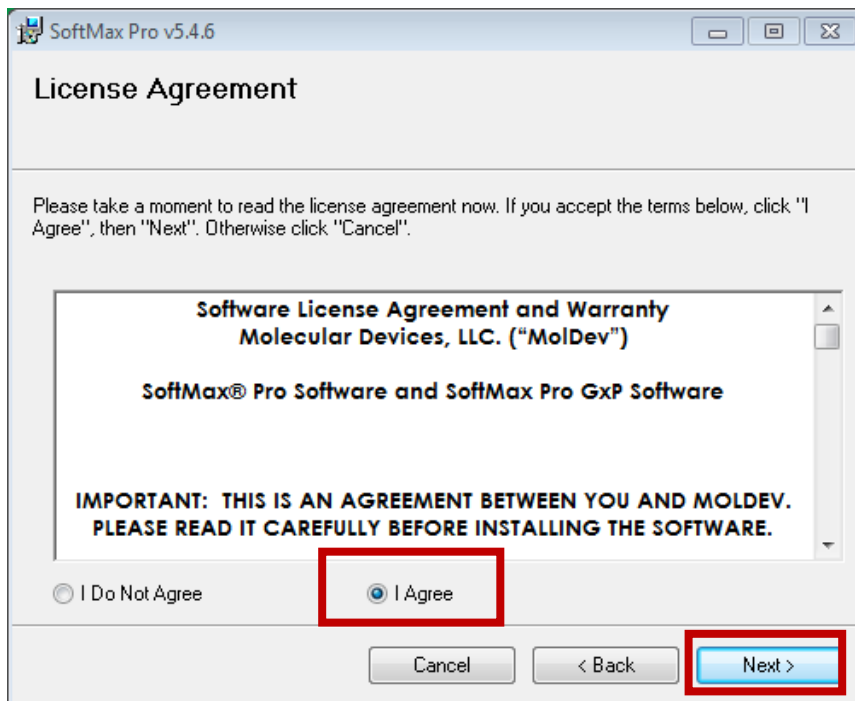 SoftMax Pro v5.4.6
License Agreement
Please take a moment to read the license agreement now. If you accept the terms below, click "I
Agree", then "Next". Otherwise click "Cancel".
Software License Agreement and Warranty
Molecular Devices, LLC. (“MolDev”)
SoftMax® Pro Software and SoftMax Pro GxP Software
IMPORTANT: THIS IS AN AGREEMENT BETWEEN YOU AND MOLDEV.
PLEASE READ IT CAREFULLY BEFORE INSTALLING THE SOFTWARE.
I Do Not Agree
I Agree
Cancel
< Back
Next >